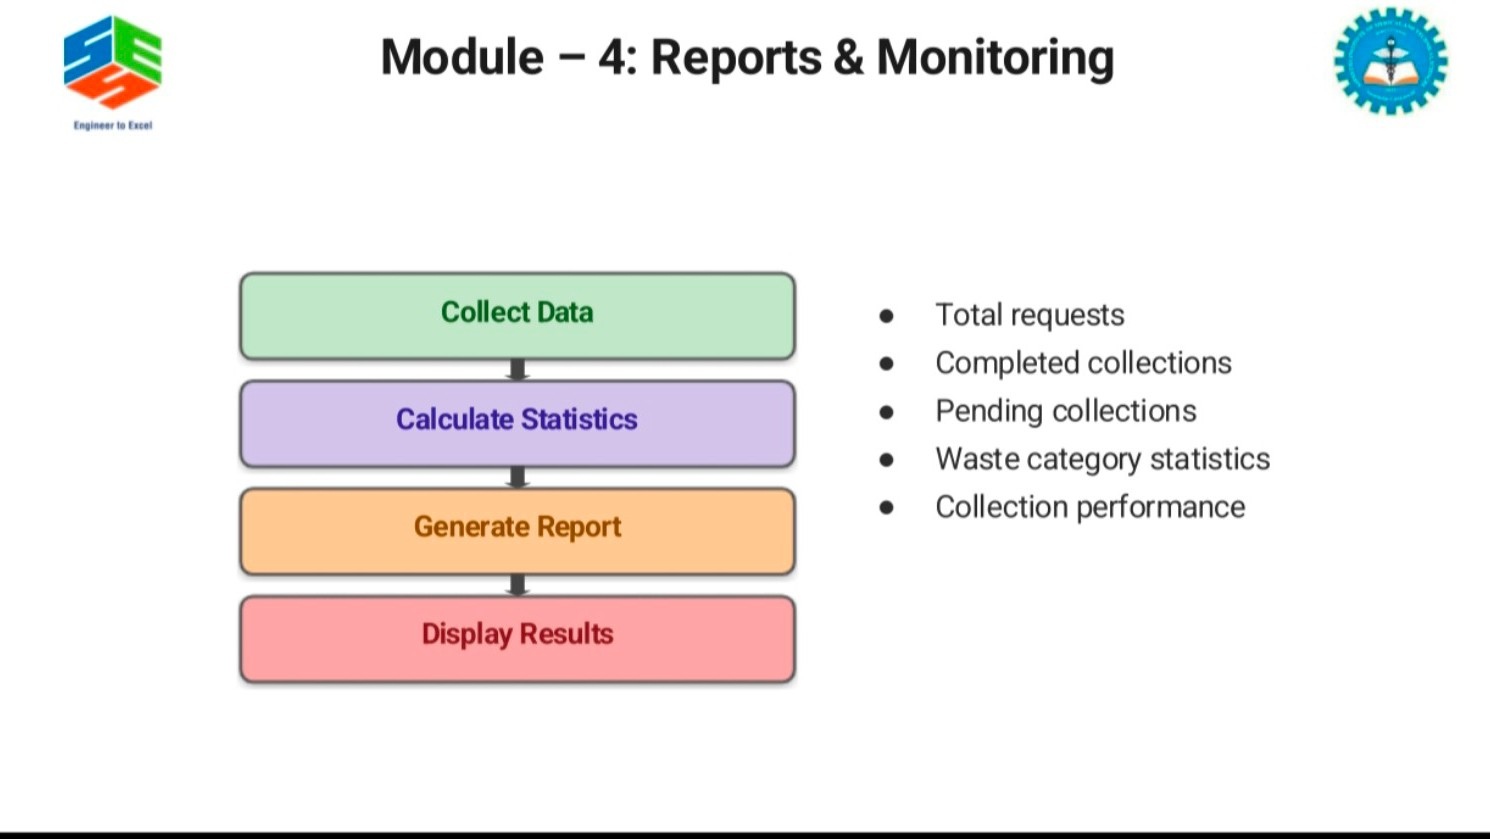 Module – 4: Reports & Monitoring
Engineer to Excel
Collect Data
Calculate Statistics
Generate Report
Display Results
● Total requests
● Completed collections
● Pending collections
● Waste category statistics
● Collection performance